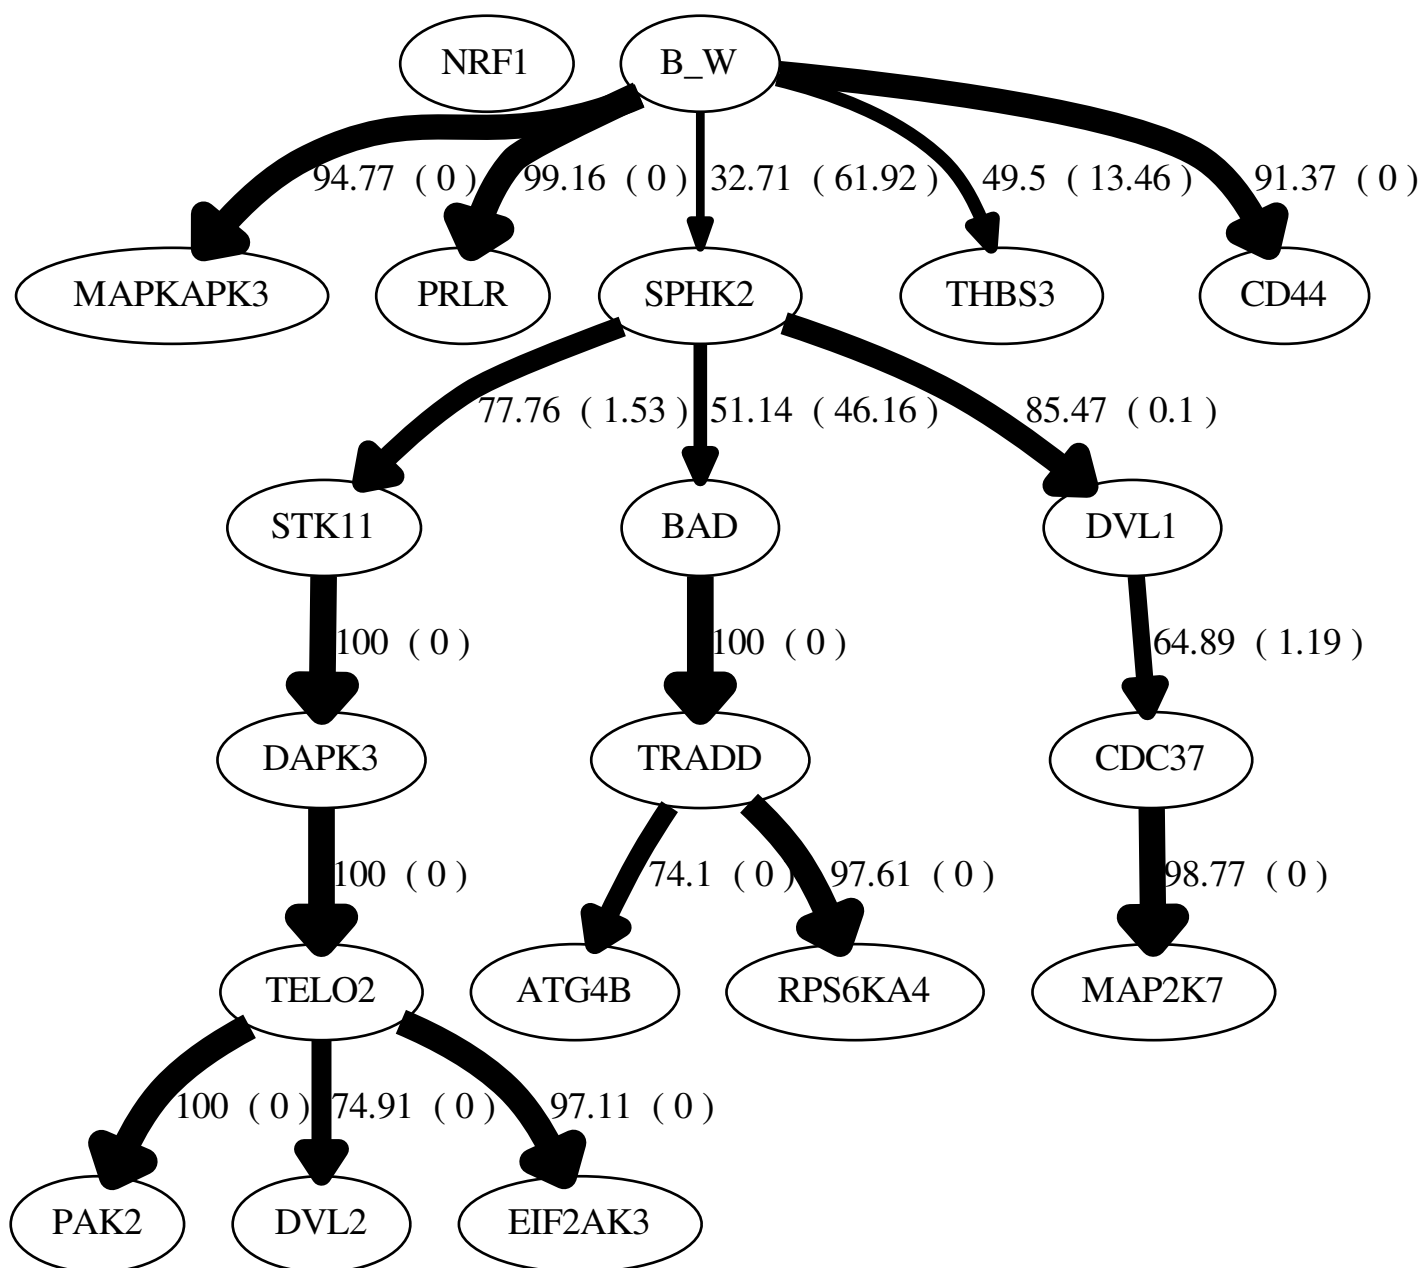 NRF1 B_W
94.77 ( 0 ) 99.16 ( 0 ) 32.71 ( 61.92 ) 49.5 ( 13.46 ) 91.37 ( 0 )
MAPKAPK3 PRLR SPHK2 THBS3 CD44
77.76 ( 1.53 ) 51.14 ( 46.16 ) 85.47 ( 0.1 )
STK11 BAD DVL1
100 ( 0 ) 100 ( 0 ) 64.89 ( 1.19 )
DAPK3 TRADD CDC37
100 ( 0 ) 74.1 ( 0 ) 97.61 ( 0 ) 98.77 ( 0 )
TELO2 ATG4B RPS6KA4 MAP2K7
100 ( 0 ) 74.91 ( 0 ) 97.11 ( 0 )
PAK2 DVL2 EIF2AK3